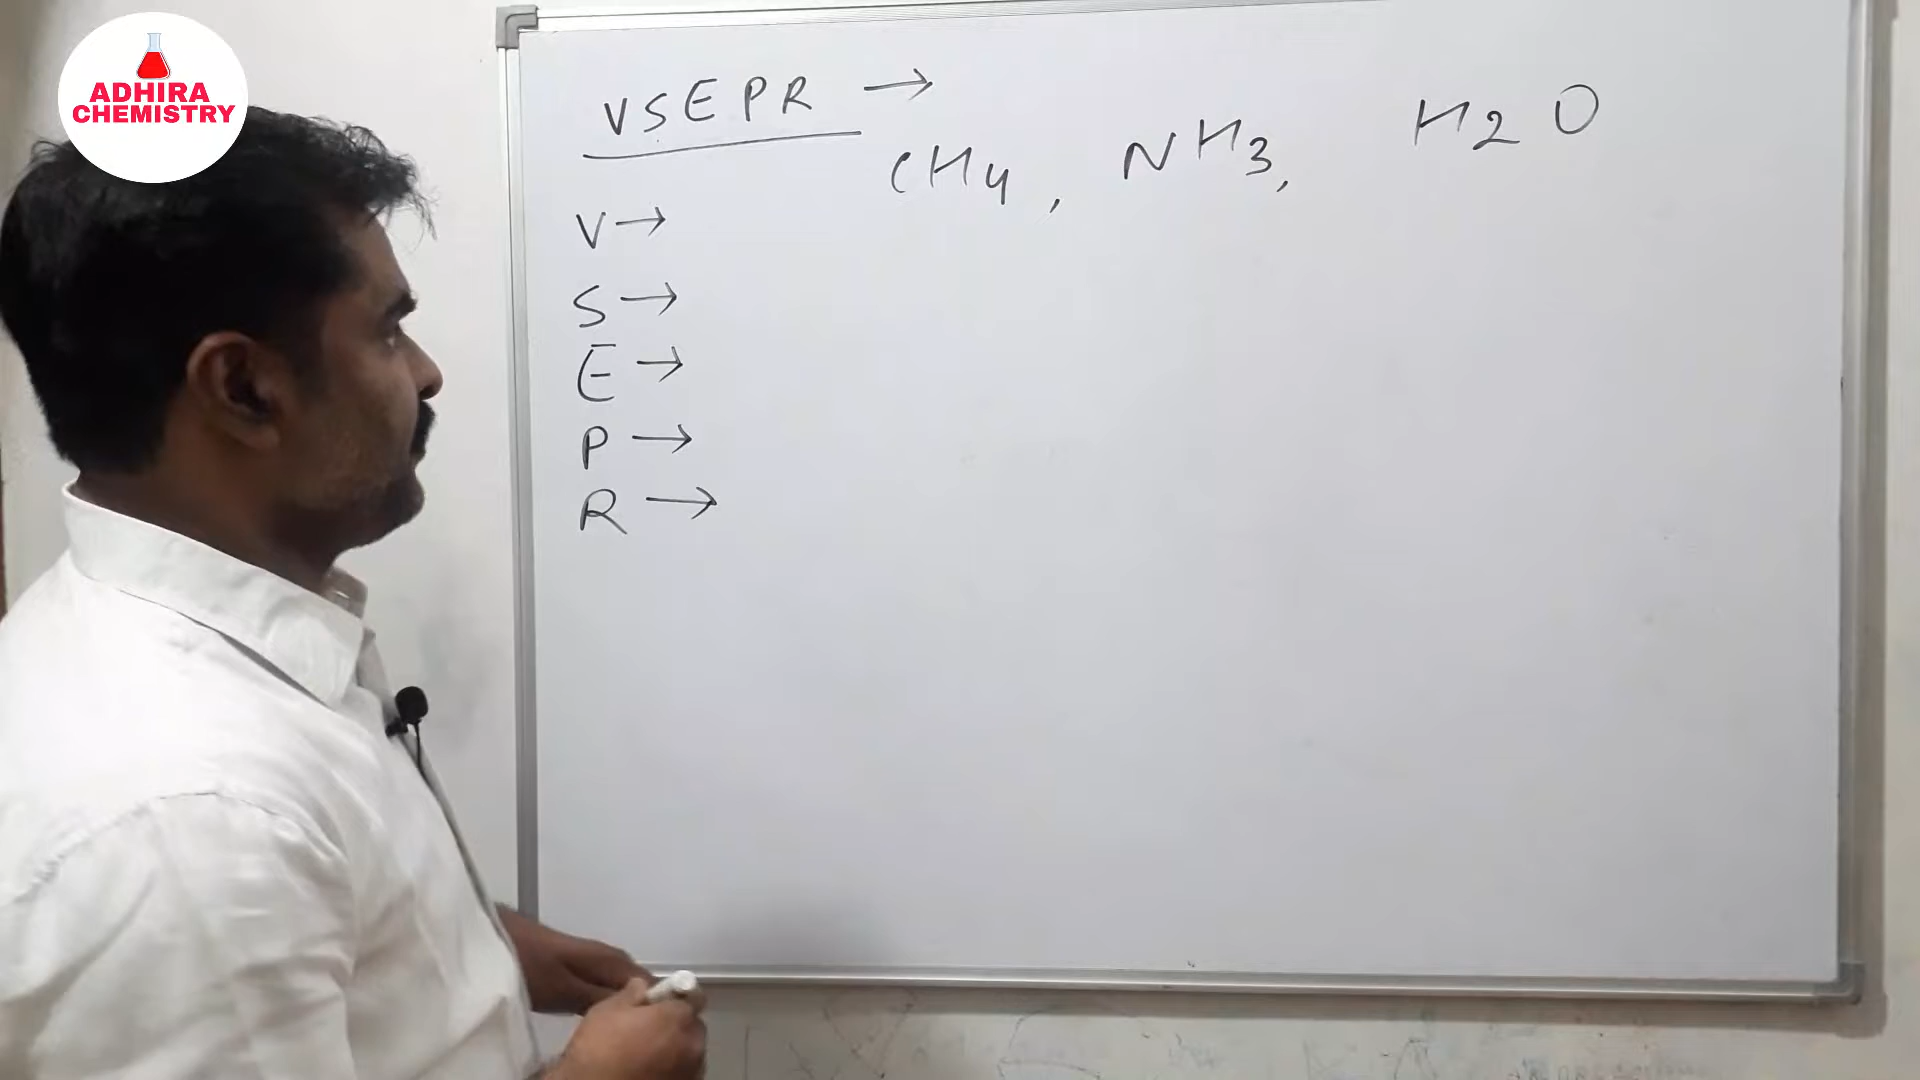 ADHIRA
CHEMISTRY
VSEPR →
CH4, NH3, H2O
V →
S →
E →
P →
R →